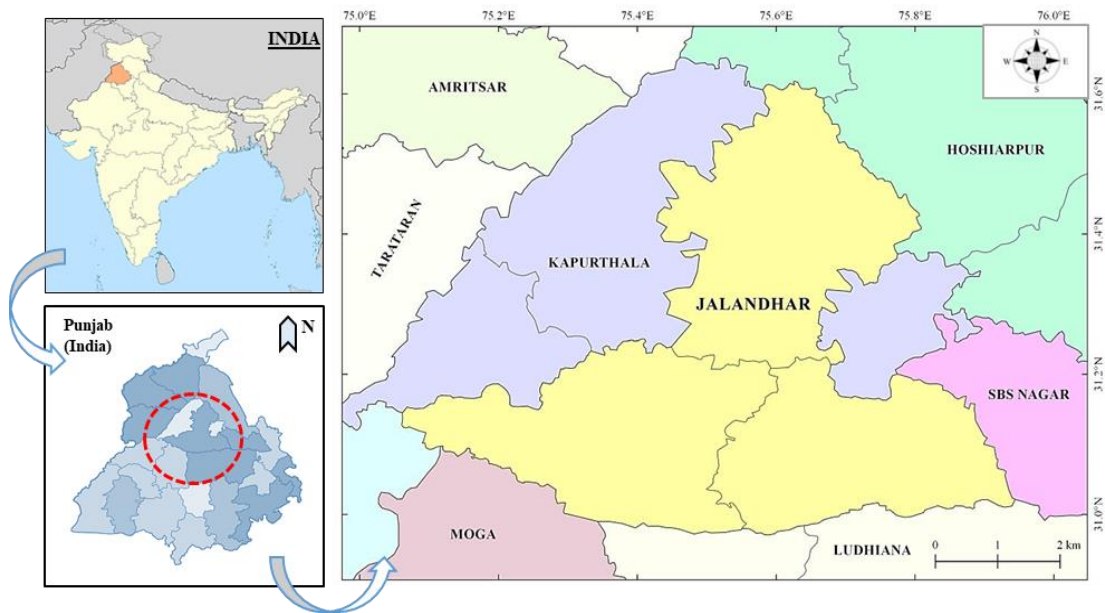 INDIA
Punjab
(India)
N
75.0°E
75.2°E
75.4°E
75.6°E
75.8°E
76.0°E
N
W
E
S
AMRITSAR
HOSHIARPUR
TARATARAN
KAPURTHALA
JALANDHAR
SBS NAGAR
MOGA
LUDHIANA
31.6°N
31.4°N
31.2°N
31.0°N
0 1 2 km